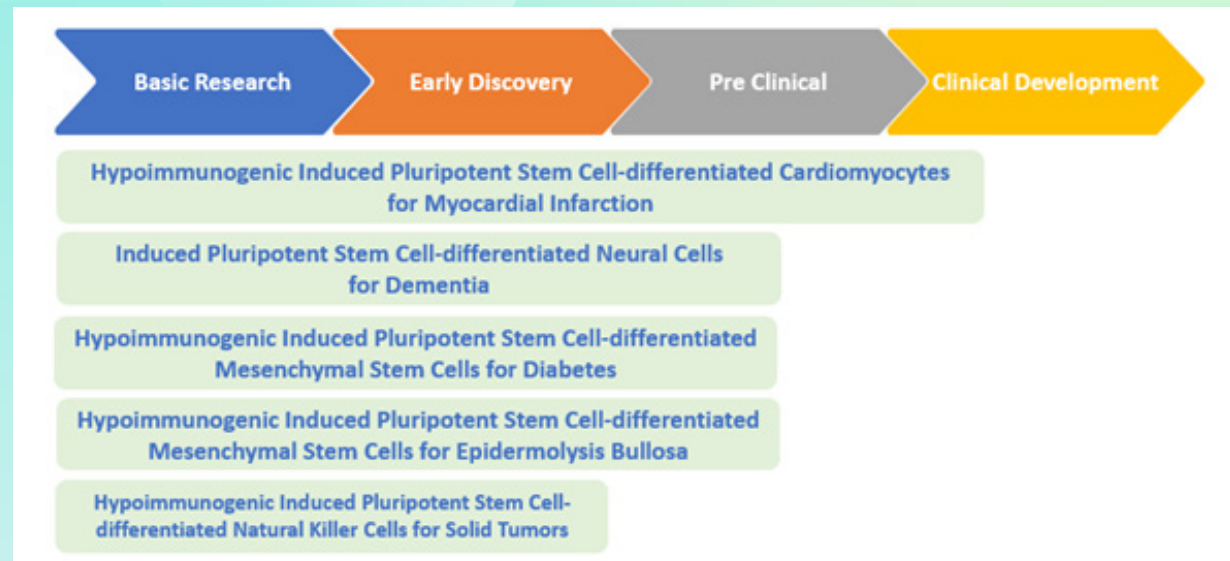 Basic Research
Early Discovery
Pre Clinical
Clinical Development
Hypoimmunogenic Induced Pluripotent Stem Cell-differentiated Cardiomyocytes
for Myocardial Infarction
Induced Pluripotent Stem Cell-differentiated Neural Cells
for Dementia
Hypoimmunogenic Induced Pluripotent Stem Cell-differentiated
Mesenchymal Stem Cells for Diabetes
Hypoimmunogenic Induced Pluripotent Stem Cell-differentiated
Mesenchymal Stem Cells for Epidermolysis Bullosa
Hypoimmunogenic Induced Pluripotent Stem Cell-
differentiated Natural Killer Cells for Solid Tumors